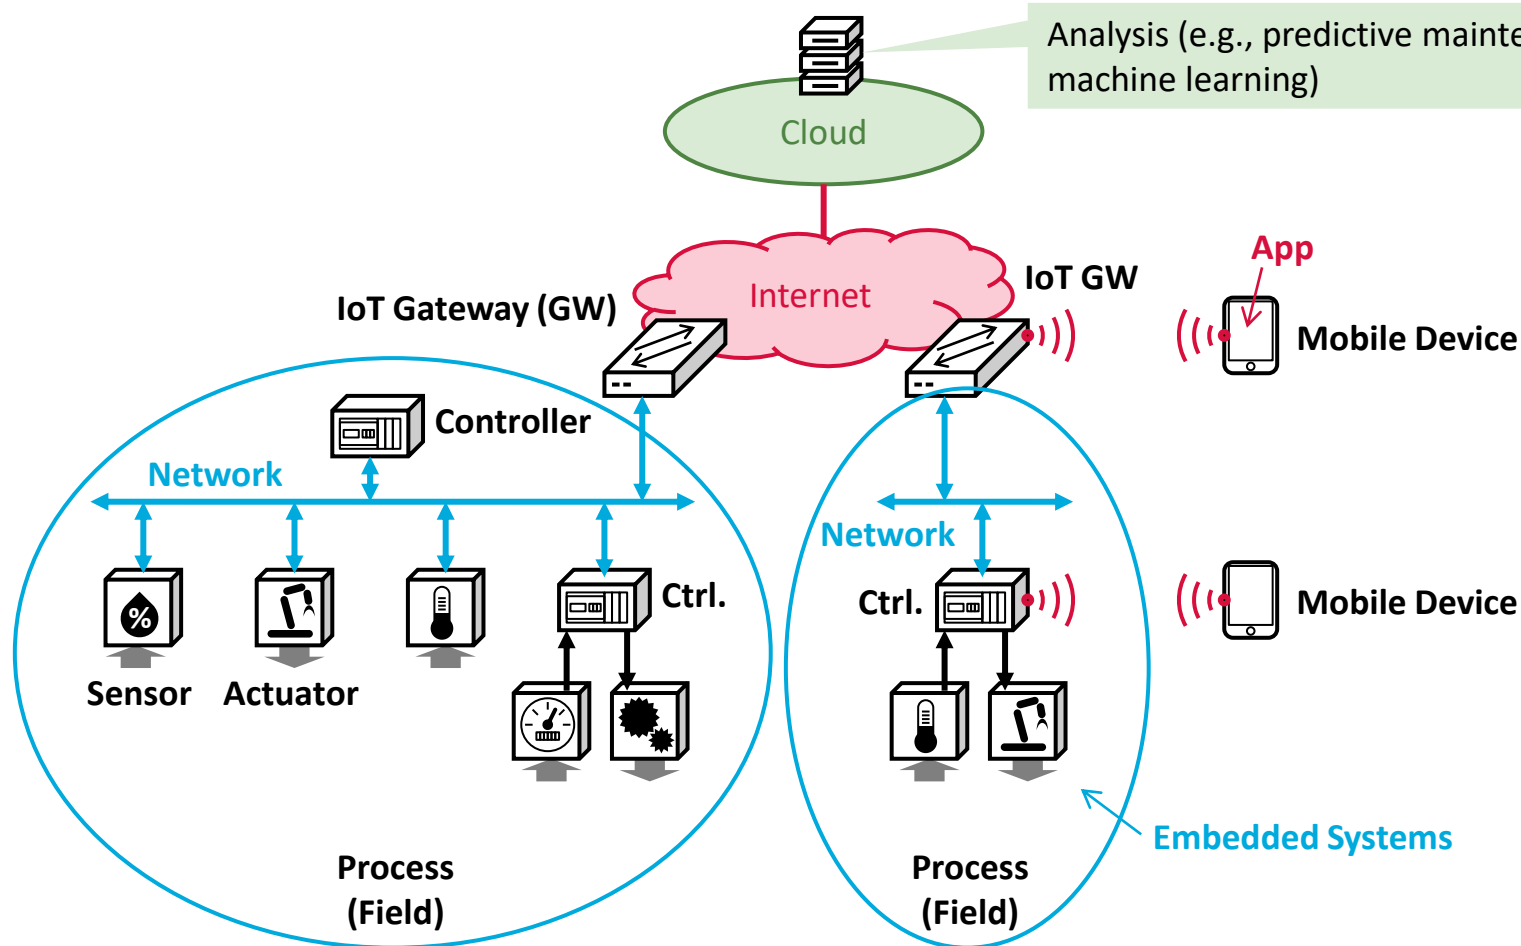 Analysis (e.g., predictive
machine learning)
Cloud
App
IoT GW
Internet
IoT Gateway (GW)
Mobile Device
Controller
Network
Network
%
Ctrl.
Ctrl.
Mobile Device
Sensor
Actuator
Embedded Systems
Process
(Field)
Process
(Field)